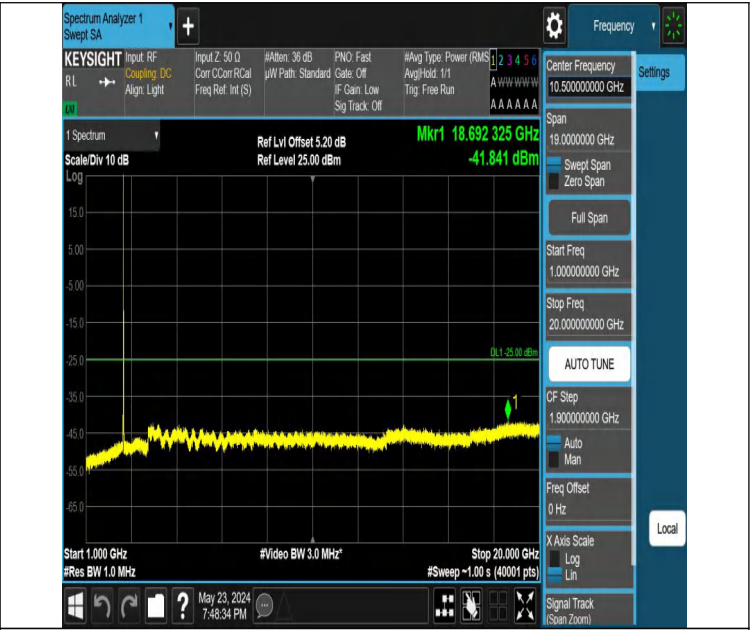 Spectrum Analyzer 1
Swept SA
Frequency
KEYSIGHT
RL
Input: RF
Coupling: DC
Align: Light
Input Z: 50 Ω
Corr CCorr RCal
Freq Ref: Int (S)
#Atten: 36 dB
µW Path: Standard
PNO: Fast
Gate: Off
IF Gain: Low
Sig Track: Off
#Avg Type: Power (RMS
Avg|Hold: 1/1
Trig: Free Run
1 2 3 4 5 6
A W W W W W
A A A A A A
1 Spectrum
Scale/Div 10 dB
Log
Ref Lvl Offset 5.20 dB
Ref Level 25.00 dBm
Mkr1 18.692 325 GHz
-41.841 dBm
15.0
5.00
-5.00
-15.0
-25.0
-35.0
-45.0
-55.0
-65.0
DL1 -25.00 dBm
1
Start 1.000 GHz
#Res BW 1.0 MHz
#Video BW 3.0 MHz*
Stop 20.000 GHz
#Sweep ~1.00 s (40001 pts)
May 23, 2024
7:48:34 PM
Center Frequency
10.500000000 GHz
Span
19.0000000 GHz
Swept Span
Zero Span
Full Span
Start Freq
1.000000000 GHz
Stop Freq
20.000000000 GHz
AUTO TUNE
CF Step
1.900000000 GHz
Auto
Man
Freq Offset
0 Hz
X Axis Scale
Log
Lin
Signal Track
(Span Zoom)
Settings
Local